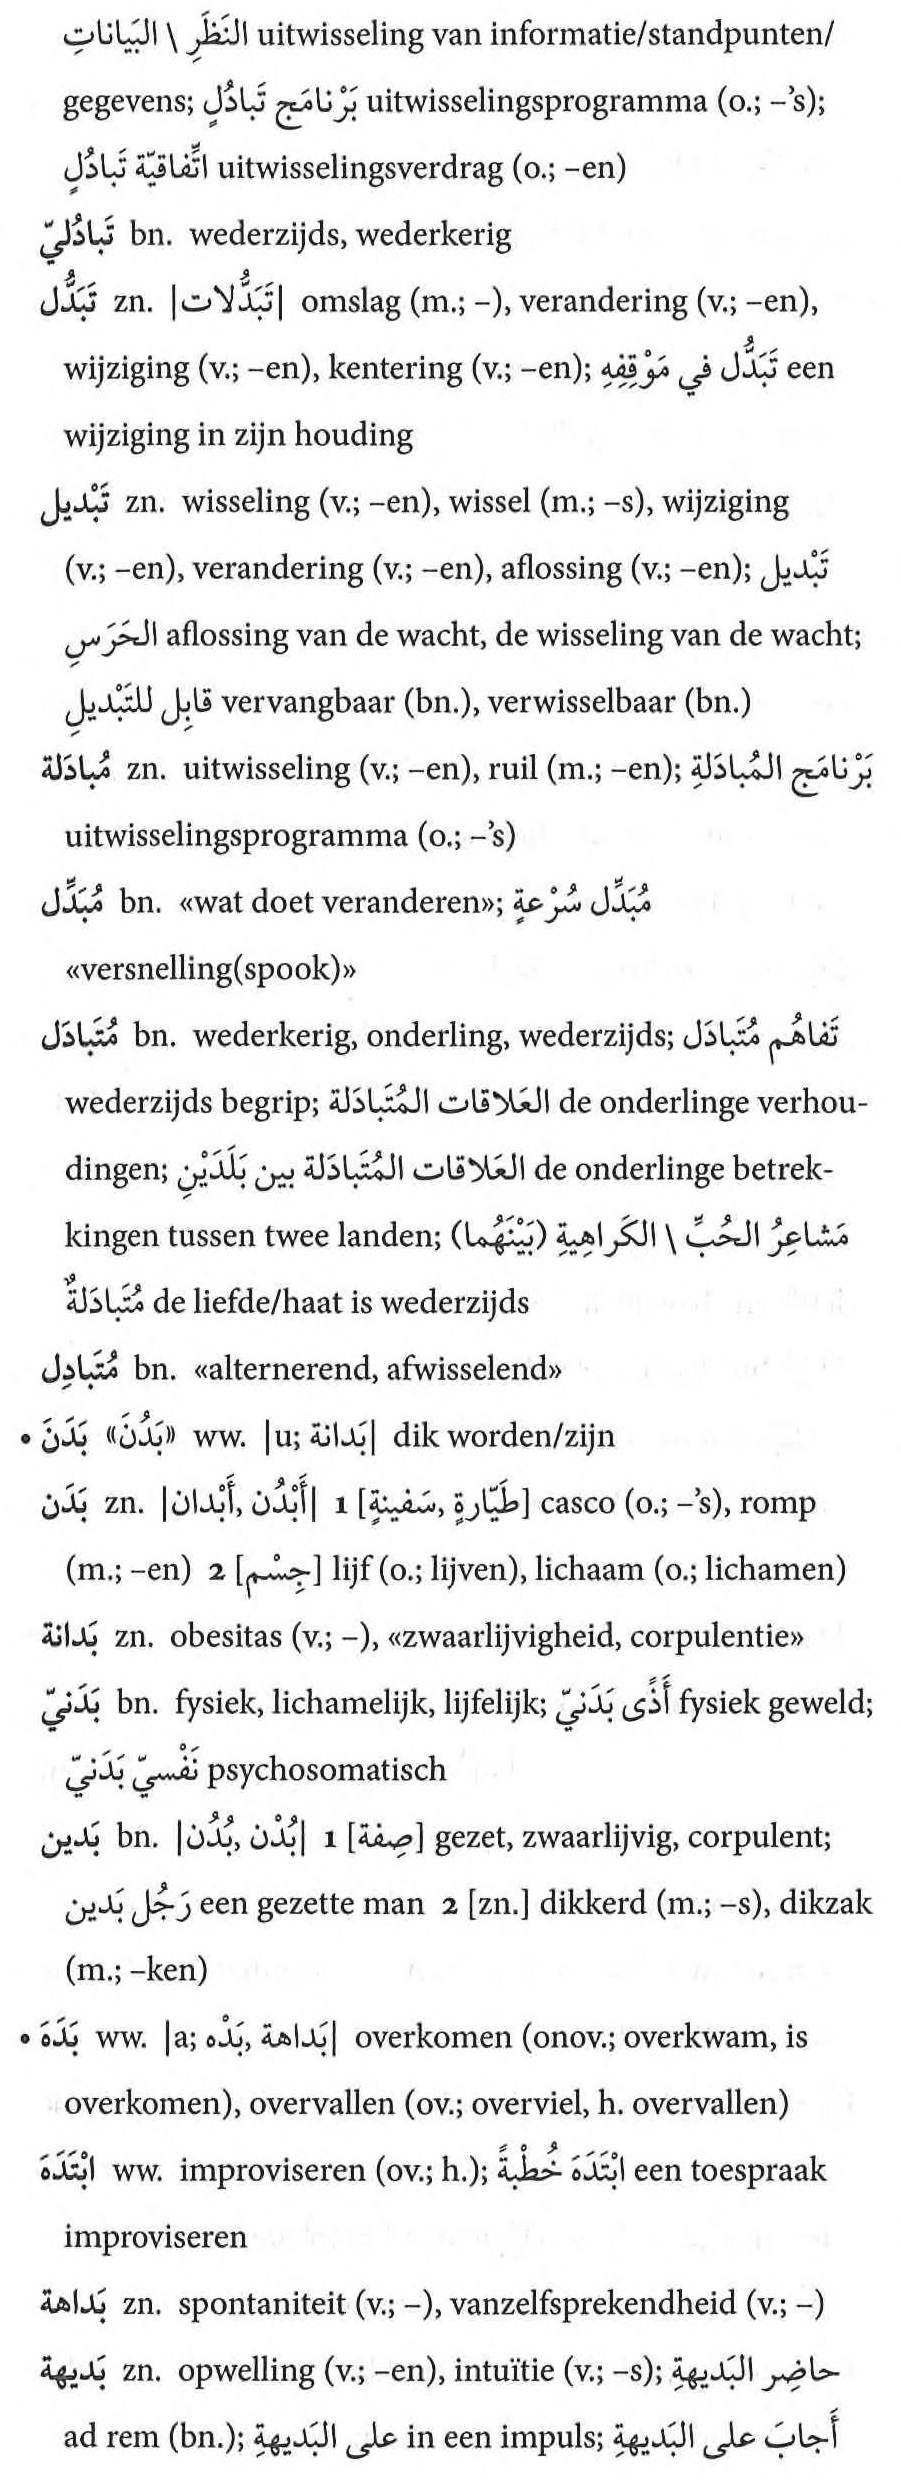 النَظَرِ \ البَياناتِ uitwisseling van informatie/standpunten/
gegevens; بَرْنامَج تَبادُلٍ uitwisselingsprogramma (o.; –’s);
اتِّفاقيّة تَبادُلٍ uitwisselingsverdrag (o.; –en)
تَبادُليّ bn. wederzijds, wederkerig
تَبَدُّل zn. |تَبَدُّلات| omslag (m.; –), verandering (v.; –en),
wijziging (v.; –en), kentering (v.; –en); تَبَدُّل في مَوْقِفِهِ een
wijziging in zijn houding
تَبْديل zn. wisseling (v.; –en), wissel (m.; –s), wijziging
(v.; –en), verandering (v.; –en), aflossing (v.; –en); تَبْديل
الحَرَسِ aflossing van de wacht, de wisseling van de wacht;
قابِل للتَبْديلِ vervangbaar (bn.), verwisselbaar (bn.)
مُبادَلة zn. uitwisseling (v.; –en), ruil (m.; –en); بَرْنامَج المُبادَلةِ
uitwisselingsprogramma (o.; –’s)
مُبَدِّل bn. «wat doet veranderen»; مُبَدِّل سُرْعةٍ
«versnelling(spook)»
مُتَبادَل bn. wederkerig, onderling, wederzijds; تَفاهُم مُتَبادَل
wederzijds begrip; العَلاقات المُتَبادَلة de onderlinge verhou-
dingen; العَلاقات المُتَبادَلة بين بَلَدَيْنِ de onderlinge betrek-
kingen tussen twee landen; مَشاعِرُ الحُبِّ \ الكَراهِيةِ (بَيْنَهُما)
مُتَبادَلةٌ de liefde/haat is wederzijds
مُتَبادِل bn. «alternerend, afwisselend»
• بَدَنَ «بَدُنَ» ww. |u; بَدانة| dik worden/zijn
بَدَن zn. |أَبْدان, أَبْدُن| 1 [سَفينةٍ, طَيّارةٍ] casco (o.; –’s), romp
(m.; –en) 2 [جِسْم] lijf (o.; lijven), lichaam (o.; lichamen)
بَدانة zn. obesitas (v.; –), «zwaarlijvigheid, corpulentie»
بَدَنيّ bn. fysiek, lichamelijk, lijfelijk; أَذًى بَدَنيّ fysiek geweld;
نَفْسيّ بَدَنيّ psychosomatisch
بَدين bn. |بُدُن, بُدْن| 1 [صِفة] gezet, zwaarlijvig, corpulent;
رَجُل بَدين een gezette man 2 [zn.] dikkerd (m.; –s), dikzak
(m.; –ken)
• بَدَهَ ww. |a; بَدْه, بَداهة| overkomen (onov.; overkwam, is
overkomen), overvallen (ov.; overviel, h. overvallen)
ابْتَدَهَ ww. improviseren (ov.; h.); ابْتَدَهَ خُطْبةً een toespraak
improviseren
بَداهة zn. spontaniteit (v.; –), vanzelfsprekendheid (v.; –)
بَديهة zn. opwelling (v.; –en), intuïtie (v.; –s); حاضِر البَديهةِ
ad rem (bn.); على البَديهةِ in een impuls; أَجابَ على البَديهةِ